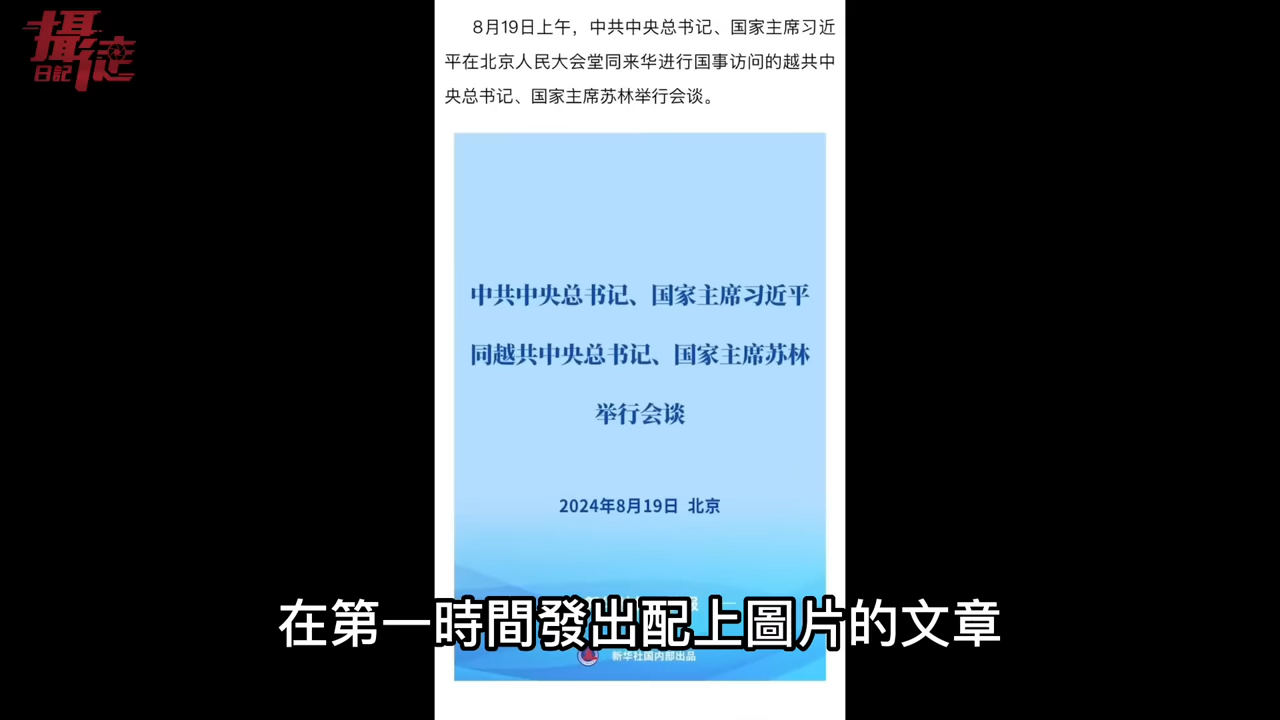 攝徒
日記
8月19日上午，中共中央总书记、国家主席习近
平在北京人民大会堂同来华进行国事访问的越共中
央总书记、国家主席苏林举行会谈。
中共中央总书记、国家主席习近平
同越共中央总书记、国家主席苏林
举行会谈
2024年8月19日 北京
在第一時間發出配上圖片的文章
新华社国内部出品